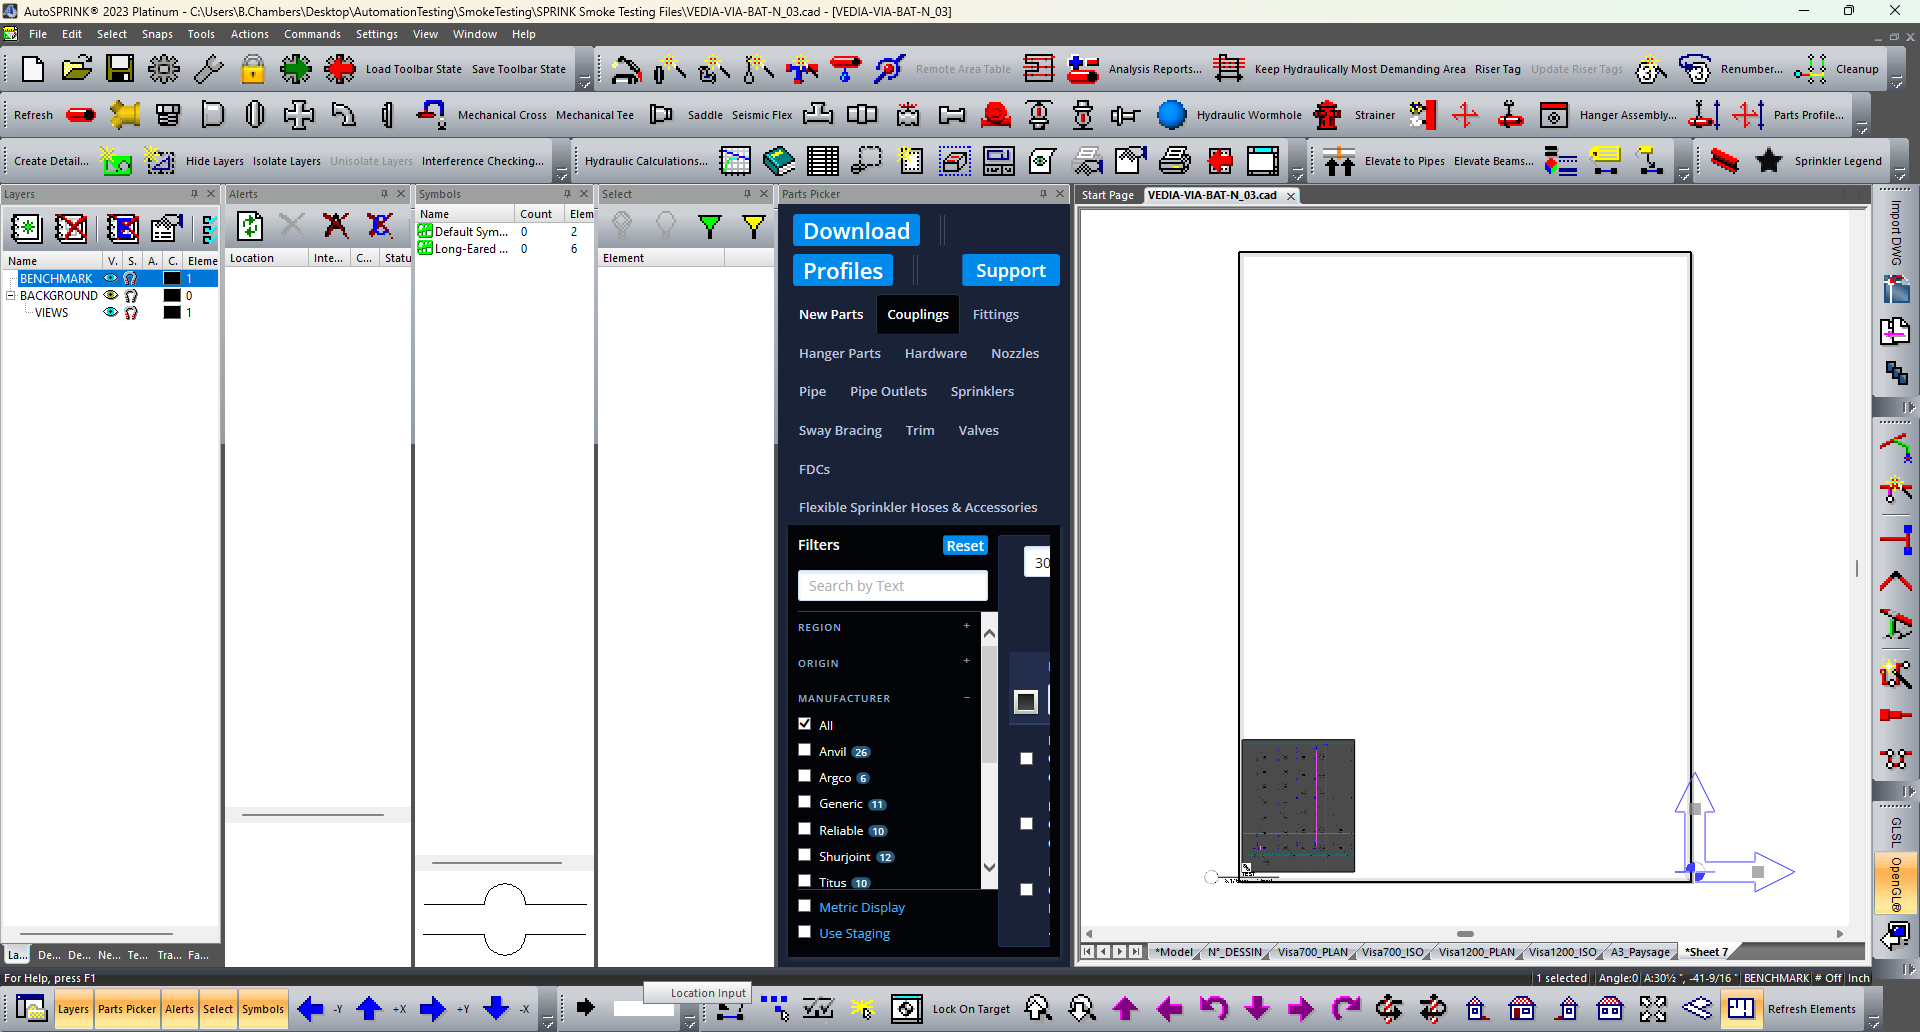 AutoSPRINK® 2023 Platinum - C:\Users\B.Chambers\Desktop\AutomationTesting\SmokeTesting\SPRINK Smoke Testing Files\VEDIA-VIA-BAT-N_03.cad - [VEDIA-VIA-BAT-N_03]
File Edit Select Snaps Tools Actions Commands Settings View Window Help
Load Toolbar State Save Toolbar State Remote Area Table Analysis Reports... Keep Hydraulically Most Demanding Area Riser Tag Update Riser Tags Renumber... Cleanup
Refresh Mechanical Cross Mechanical Tee Saddle Seismic Flex Hydraulic Wormhole Strainer Hanger Assembly... Parts Profile...
Create Detail... Hide Layers Isolate Layers Unisolate Layers Interference Checking... Hydraulic Calculations... Elevate to Pipes Elevate Beams... Sprinkler Legend
Layers
Name V. S. A. C. Eleme
BENCHMARK 1
BACKGROUND 0
VIEWS 1
La... De... De... Ne... Te... Tra... Fa...
Alerts
Location Inte... C... Statu
Symbols
Name Count Elem
Default Sym... 0 2
Long-Eared ... 0 6
Select
Element
Parts Picker
Download
Profiles Support
New Parts Couplings Fittings
Hanger Parts Hardware Nozzles
Pipe Pipe Outlets Sprinklers
Sway Bracing Trim Valves
FDCs
Flexible Sprinkler Hoses & Accessories
Filters Reset
30
Search by Text
REGION +
ORIGIN +
MANUFACTURER −
All
Anvil 26
Argco 6
Generic 11
Reliable 10
Shurjoint 12
Titus 10
Metric Display
Use Staging
Start Page VEDIA-VIA-BAT-N_03.cad
*Model N°_DESSIN Visa700_PLAN Visa700_ISO Visa1200_PLAN Visa1200_ISO A3_Paysage *Sheet 7
Import DWG
GLSL
OpenGL®
For Help, press F1
1 selected Angle:0 A:30½ ", -41-9/16 " BENCHMARK # Off Inch
Layers Parts Picker Alerts Select Symbols -Y +X +Y -X
Location Input
Lock On Target
Refresh Elements